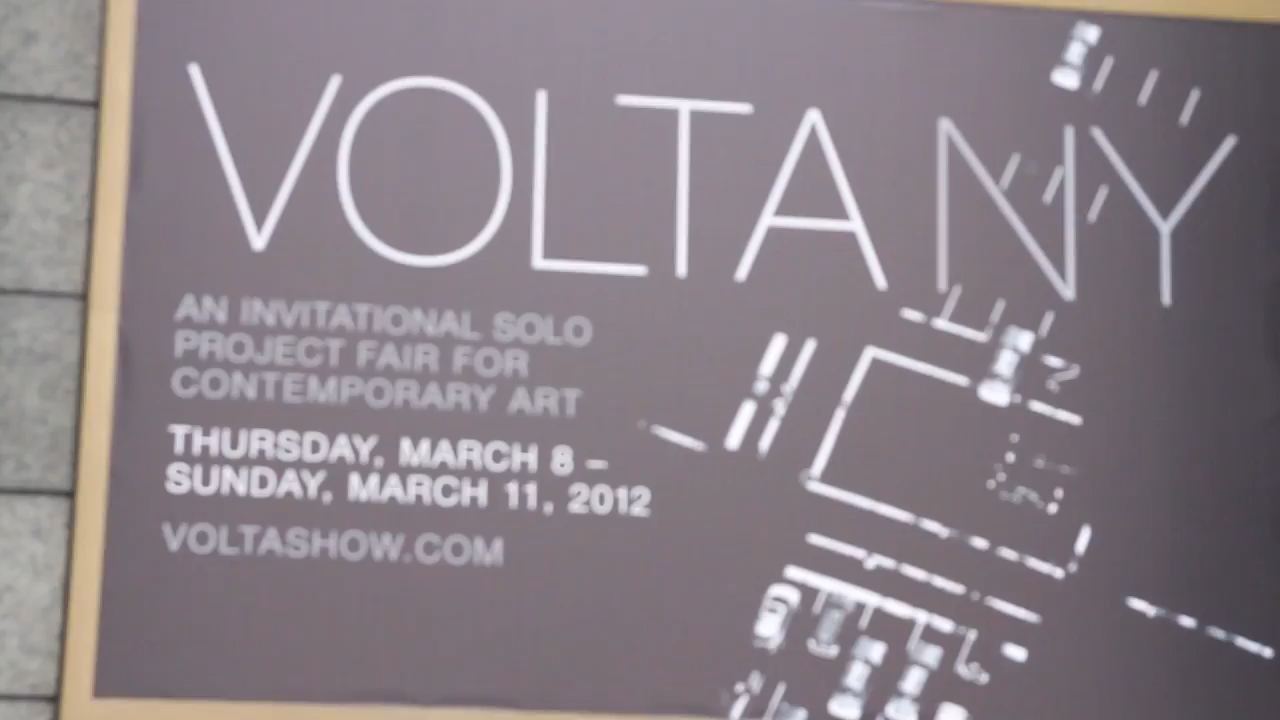 VOLTA NY
AN INVITATIONAL SOLO
PROJECT FAIR FOR
CONTEMPORARY ART
THURSDAY, MARCH 8 –
SUNDAY, MARCH 11, 2012
VOLTASHOW.COM